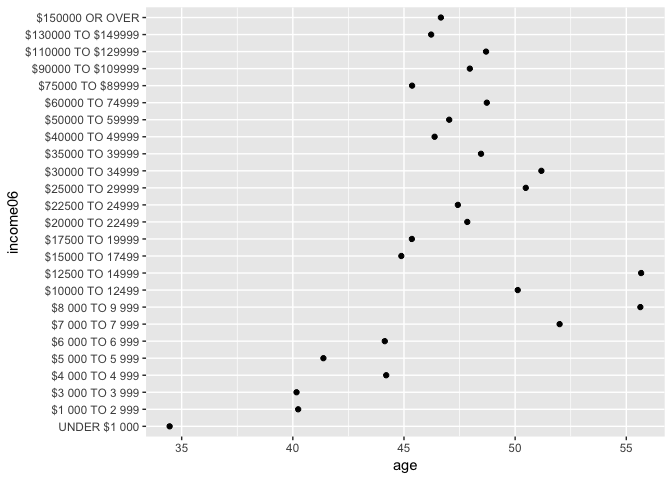 $150000 OR OVER
$130000 TO $149999
$110000 TO $129999
$90000 TO $109999
$75000 TO $89999
$60000 TO 74999
$50000 TO 59999
$40000 TO 49999
$35000 TO 39999
$30000 TO 34999
$25000 TO 29999
$22500 TO 24999
$20000 TO 22499
$17500 TO 19999
$15000 TO 17499
$12500 TO 14999
$10000 TO 12499
$8 000 TO 9 999
$7 000 TO 7 999
$6 000 TO 6 999
$5 000 TO 5 999
$4 000 TO 4 999
$3 000 TO 3 999
$1 000 TO 2 999
UNDER $1 000
income06
35 40 45 50 55
age